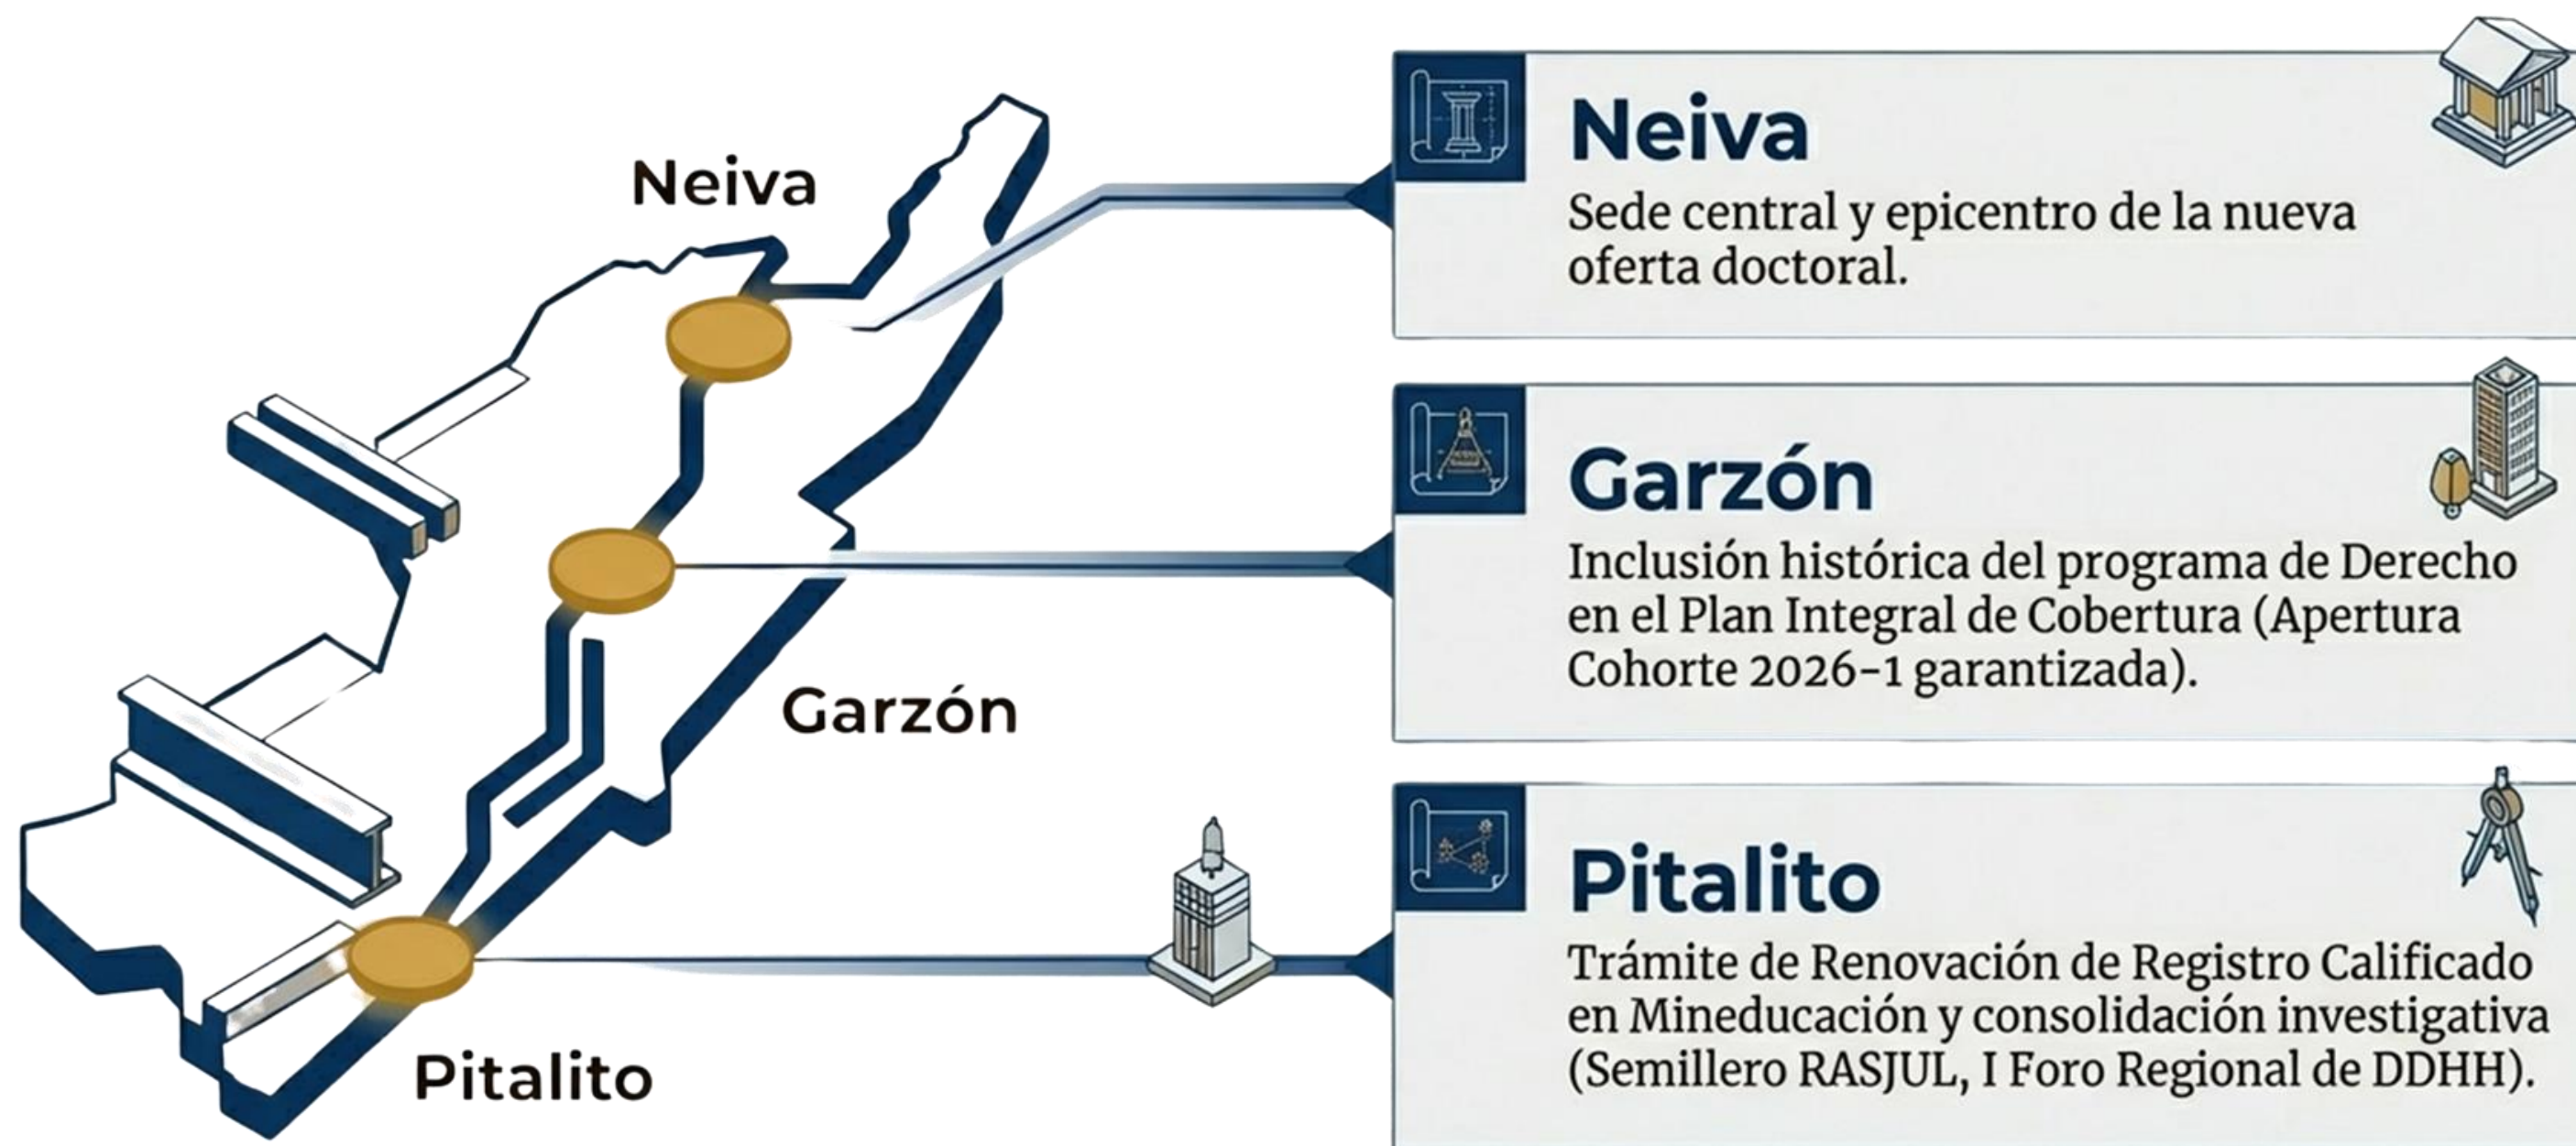 Neiva
Garzón
Pitalito
Neiva
Sede central y epicentro de la nueva
oferta doctoral.
Garzón
Inclusión histórica del programa de Derecho
en el Plan Integral de Cobertura (Apertura
Cohorte 2026-1 garantizada).
Pitalito
Trámite de Renovación de Registro Calificado
en Mineducación y consolidación investigativa
(Semillero RASJUL, I Foro Regional de DDHH).